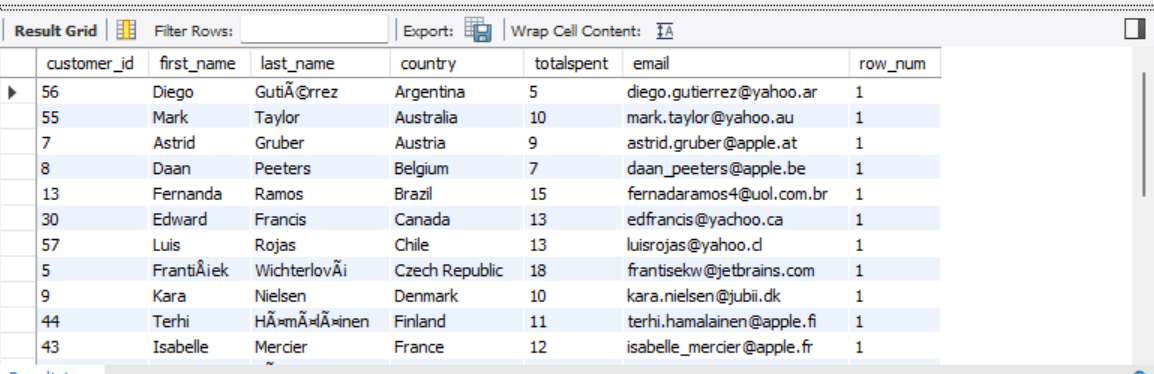 Result Grid Filter Rows: Export: Wrap Cell Content:
customer_id first_name last_name country totalspent email row_num
56 Diego GutiÃ©rrez Argentina 5 diego.gutierrez@yahoo.ar 1
55 Mark Taylor Australia 10 mark.taylor@yahoo.au 1
7 Astrid Gruber Austria 9 astrid.gruber@apple.at 1
8 Daan Peeters Belgium 7 daan_peeters@apple.be 1
13 Fernanda Ramos Brazil 15 fernadaramos4@uol.com.br 1
30 Edward Francis Canada 13 edfrancis@yachoo.ca 1
57 Luis Rojas Chile 13 luisrojas@yahoo.cl 1
5 FrantiÅ¡ek WichterlovÃ¡ Czech Republic 18 frantisekw@jetbrains.com 1
9 Kara Nielsen Denmark 10 kara.nielsen@jubii.dk 1
44 Terhi HÃ¤mÃ¤lÃ¤inen Finland 11 terhi.hamalainen@apple.fi 1
43 Isabelle Mercier France 12 isabelle_mercier@apple.fr 1